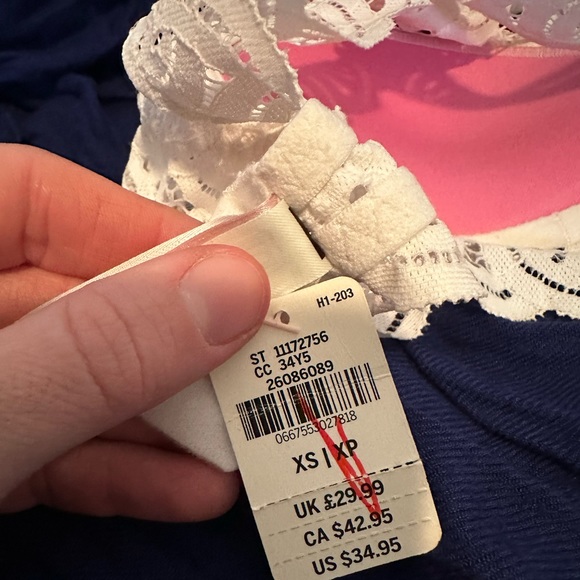 H1-203
ST 11172756
CC 34Y5
26086089
0667553027818
XS | XP
UK £29.99
CA $42.95
US $34.95